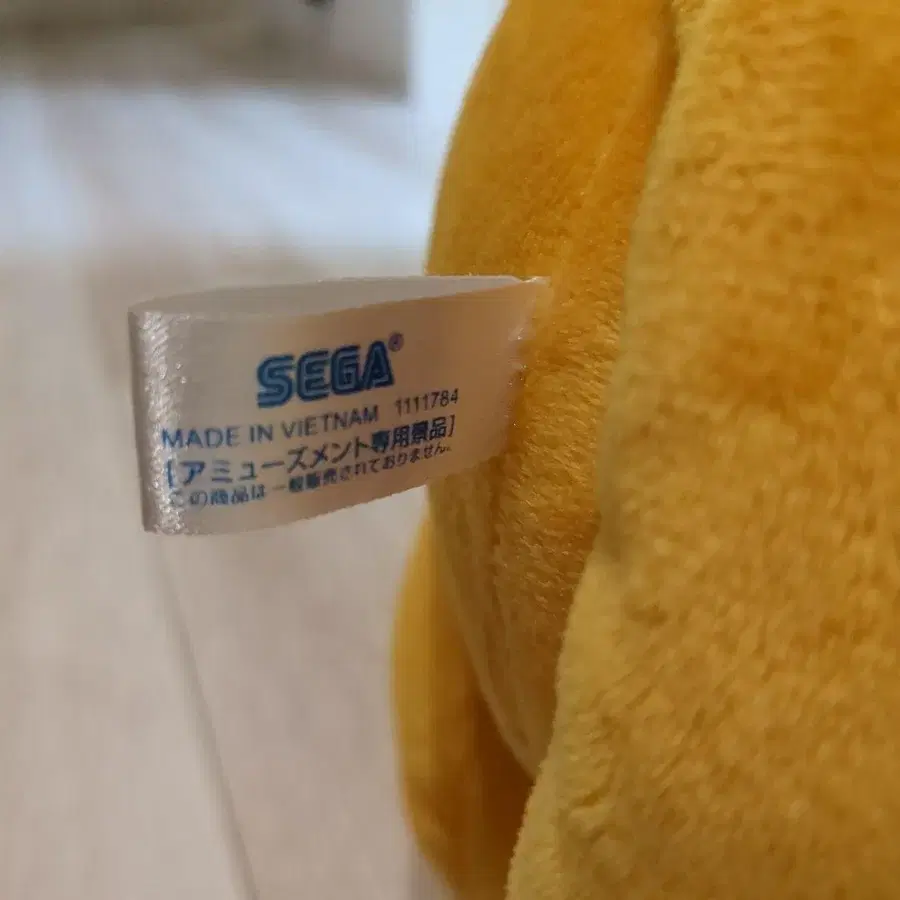 SEGA®
MADE IN VIETNAM 1111784
[アミューズメント専用景品]
この商品は一般販売されておりません。